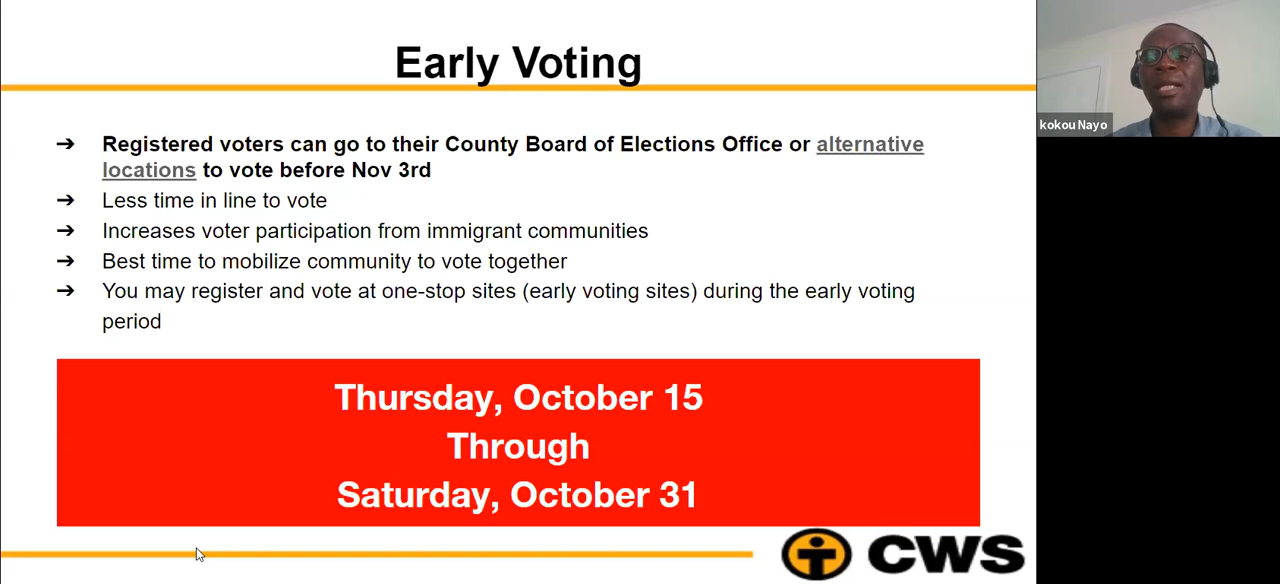 Early Voting
➔ Registered voters can go to their County Board of Elections Office or alternative
locations to vote before Nov 3rd
➔ Less time in line to vote
➔ Increases voter participation from immigrant communities
➔ Best time to mobilize community to vote together
➔ You may register and vote at one-stop sites (early voting sites) during the early voting
period
Thursday, October 15
Through
Saturday, October 31
CWS
kokou Nayo